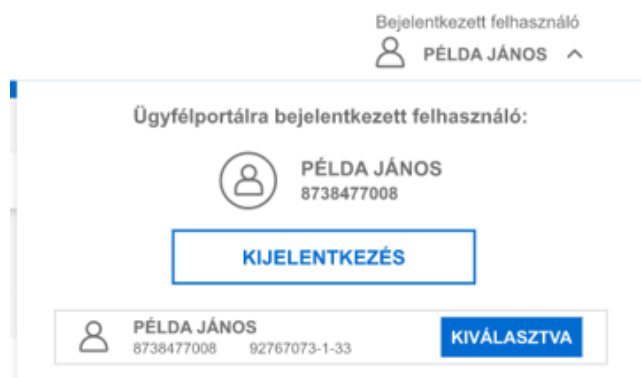 Bejelentkezett felhasználó
PÉLDA JÁNOS
Ügyfélportálra bejelentkezett felhasználó:
PÉLDA JÁNOS
8738477008
KIJELENTKEZÉS
PÉLDA JÁNOS
8738477008 92767073-1-33
KIVÁLASZTVA